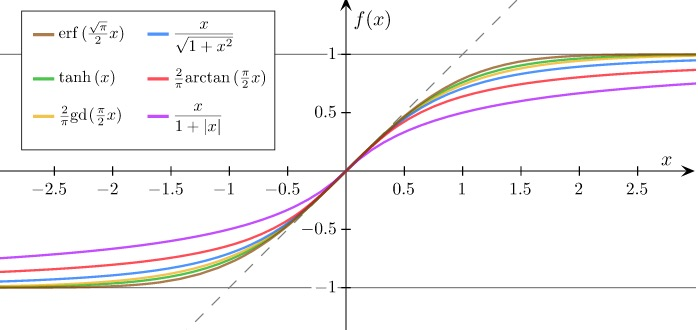 f(x)
erf (√π/2 x)
x/√(1 + x²)
tanh (x)
2/π arctan (π/2 x)
2/π gd (π/2 x)
x/(1 + |x|)
1
0.5
x
−2.5 −2 −1.5 −1 −0.5 0.5 1 1.5 2 2.5
−0.5
−1